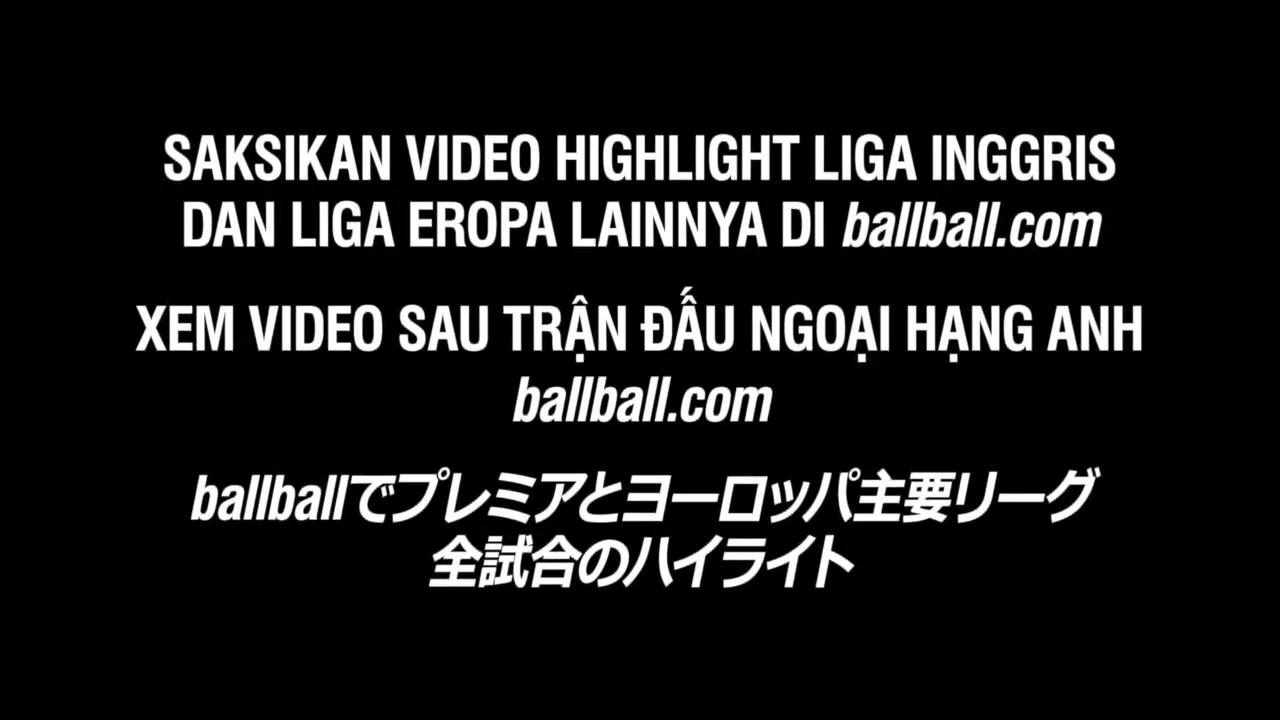 SAKSIKAN VIDEO HIGHLIGHT LIGA INGGRIS
DAN LIGA EROPA LAINNYA DI ballball.com
XEM VIDEO SAU TRẬN ĐẤU NGOẠI HẠNG ANH
ballball.com
ballballでプレミアとヨーロッパ主要リーグ
全試合のハイライト